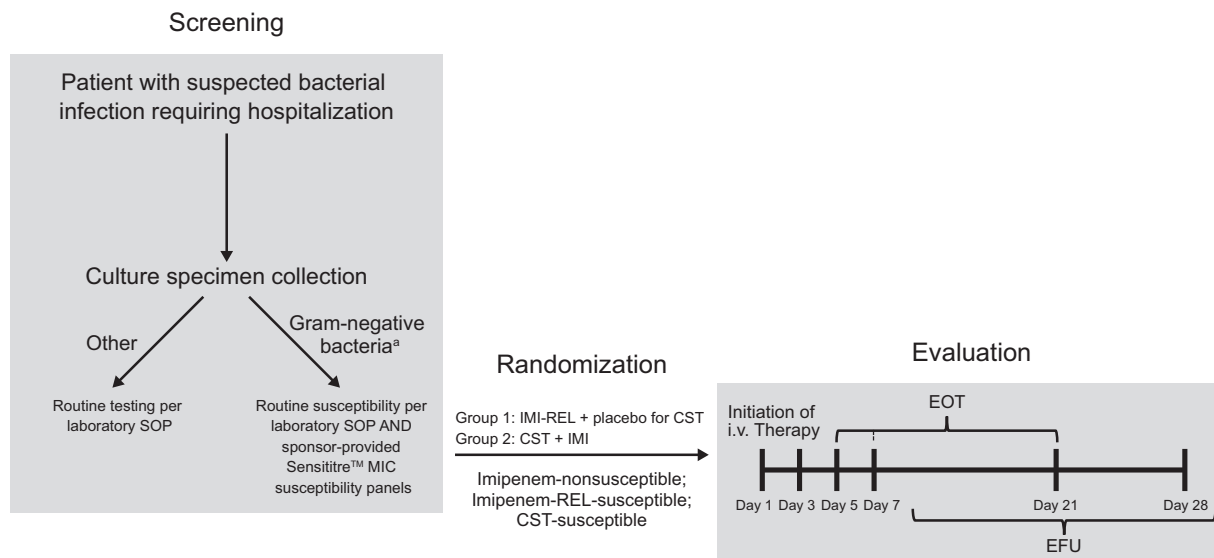 Screening
Patient with suspected bacterial
infection requiring hospitalization
Culture specimen collection
Other
Gram-negative
bacteriaᵃ
Routine testing per
laboratory SOP
Routine susceptibility per
laboratory SOP AND
sponsor-provided
Sensititre™ MIC
susceptibility panels
Randomization
Group 1: IMI-REL + placebo for CST
Group 2: CST + IMI
Imipenem-nonsusceptible;
Imipenem-REL-susceptible;
CST-susceptible
Evaluation
Initiation of
i.v. Therapy
EOT
Day 1 Day 3 Day 5 Day 7 Day 21 Day 28
EFU